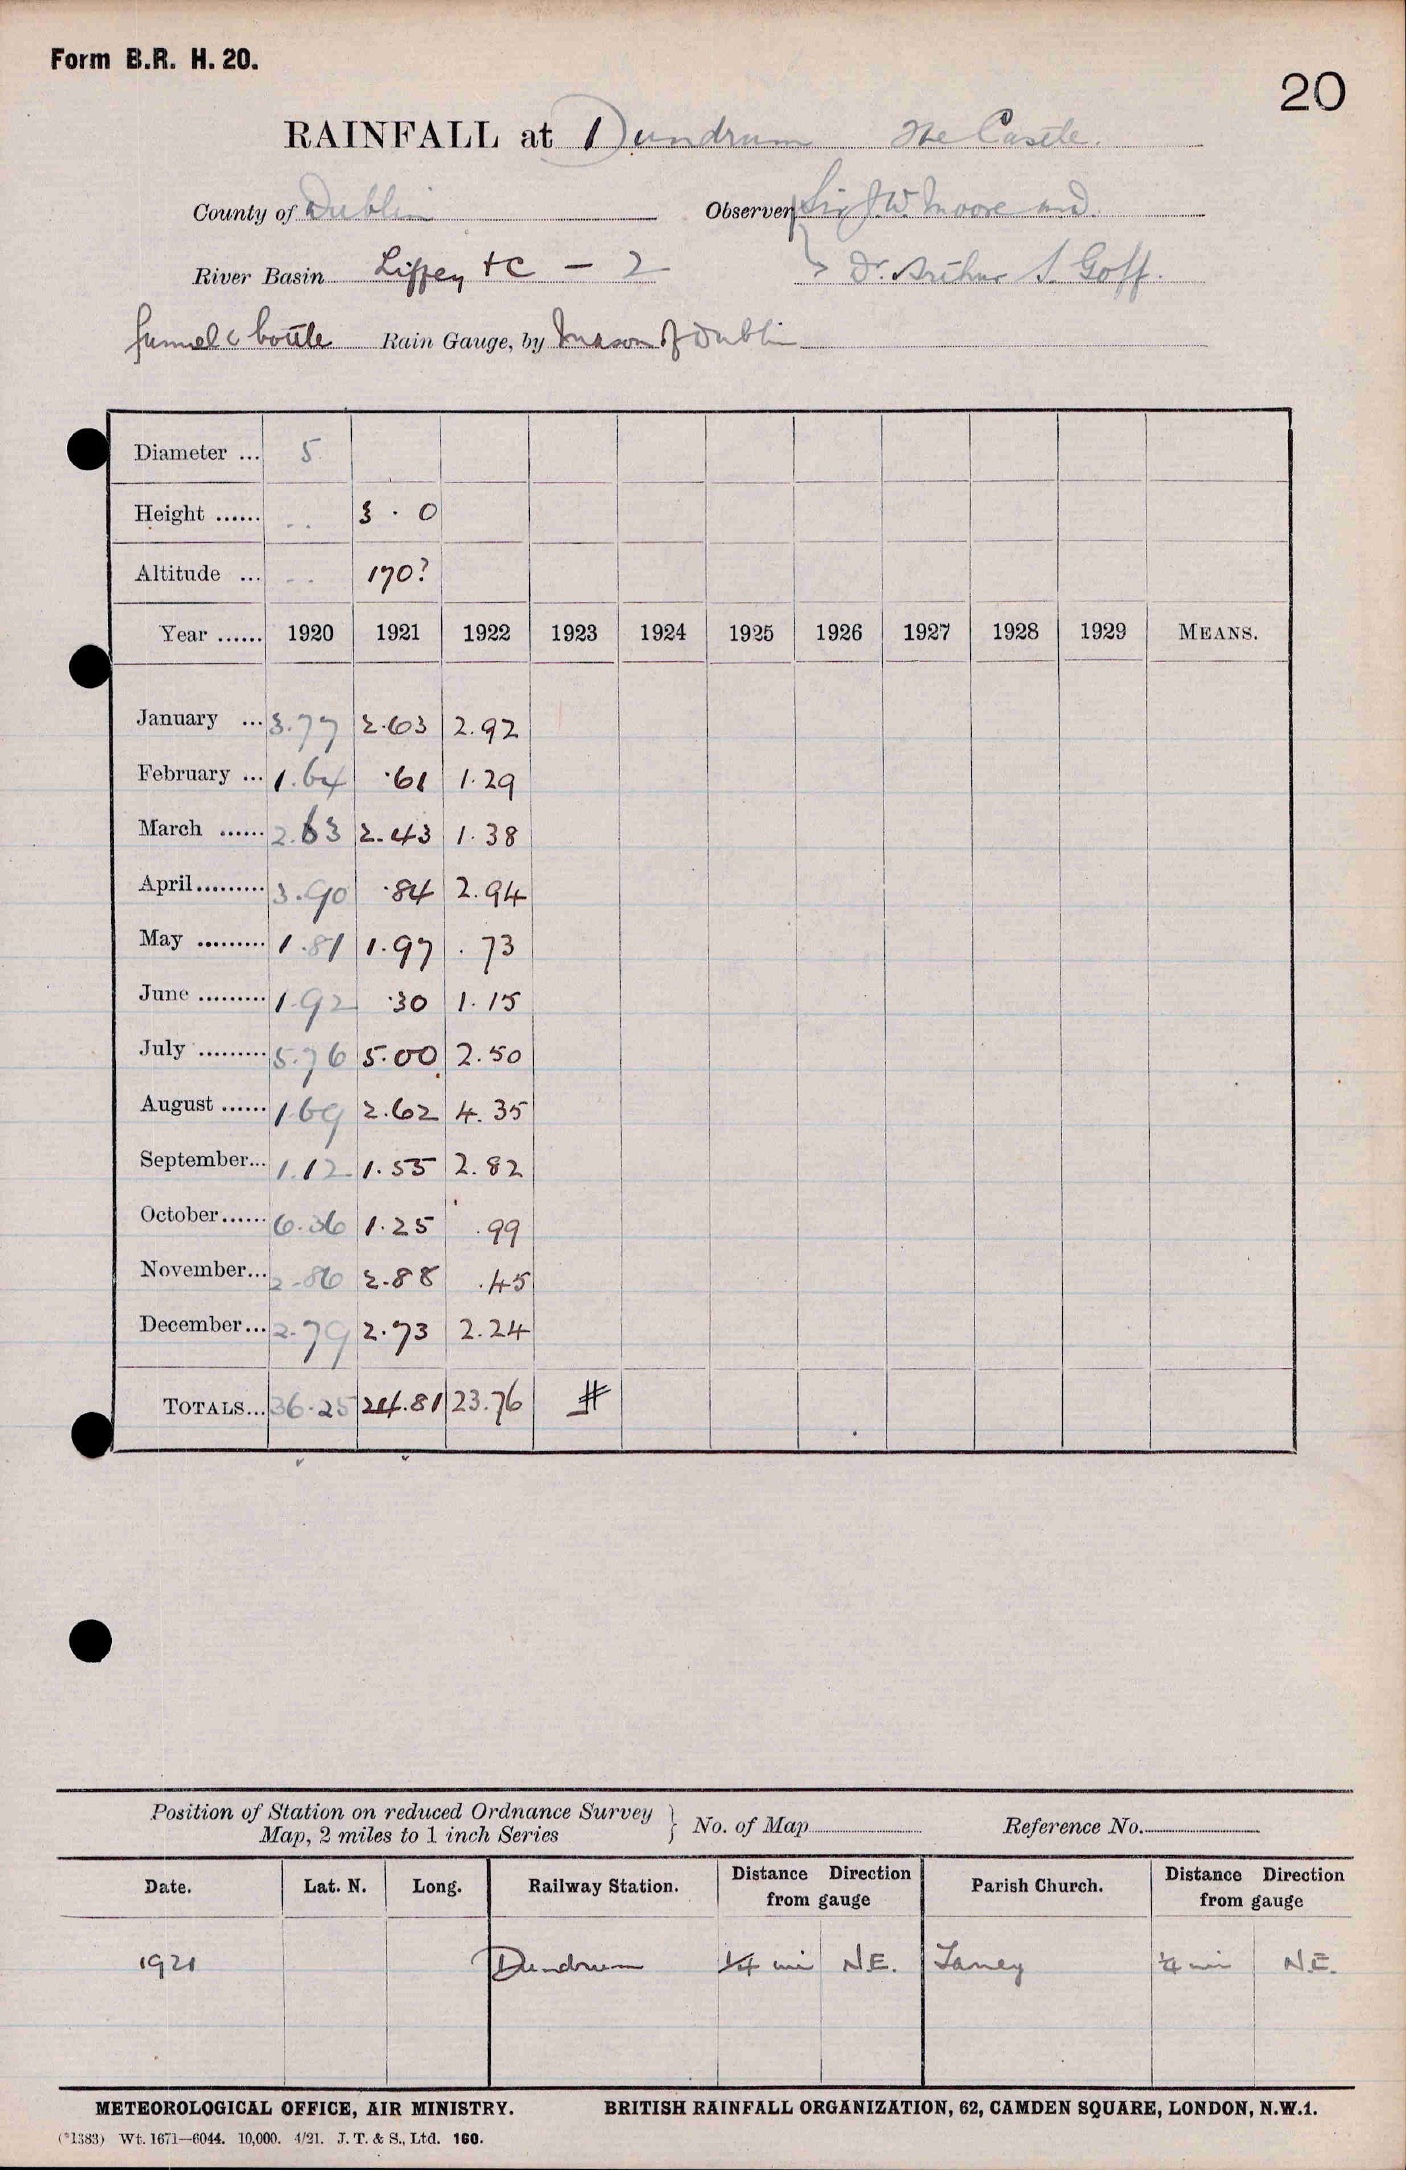 Form B.R. H. 20.
20
RAINFALL at Dundrum The Castle.
County of Dublin Observer Sir J.W. Moore and
River Basin Liffey + C – 2 Dr. Arthur S. Goff.
funnel & bottle Rain Gauge, by Mason of Dublin
Diameter ... 5
Height ...... .. 3 · 0
Altitude ... .. 170?
Year ...... 1920 1921 1922 1923 1924 1925 1926 1927 1928 1929 MEANS.
January ... 3.77 2.63 2.92
February ... 1.64 .61 1.29
March ...... 2.63 2.43 1.38
April......... 3.90 .84 2.94
May ......... 1.81 1.97 .73
June ......... 1.92 .30 1.15
July ......... 5.76 5.00 2.50
August ...... 1.69 2.62 4.35
September... 1.12 1.55 2.82
October...... 6.36 1.25 .99
November... 2.86 2.88 .45
December... 2.79 2.73 2.24
TOTALS... 36.25 24.81 23.76 #
Position of Station on reduced Ordnance Survey
Map, 2 miles to 1 inch Series } No. of Map Reference No.
Date. Lat. N. Long. Railway Station. Distance Direction from gauge Parish Church. Distance Direction from gauge
1921 Dundrum 1/4 mi N.E. Taney 1/4 mi N.E.
METEOROLOGICAL OFFICE, AIR MINISTRY. BRITISH RAINFALL ORGANIZATION, 62, CAMDEN SQUARE, LONDON, N.W.1.
(*1383) Wt. 1671—6044. 10,000. 4/21. J. T. & S., Ltd. 160.